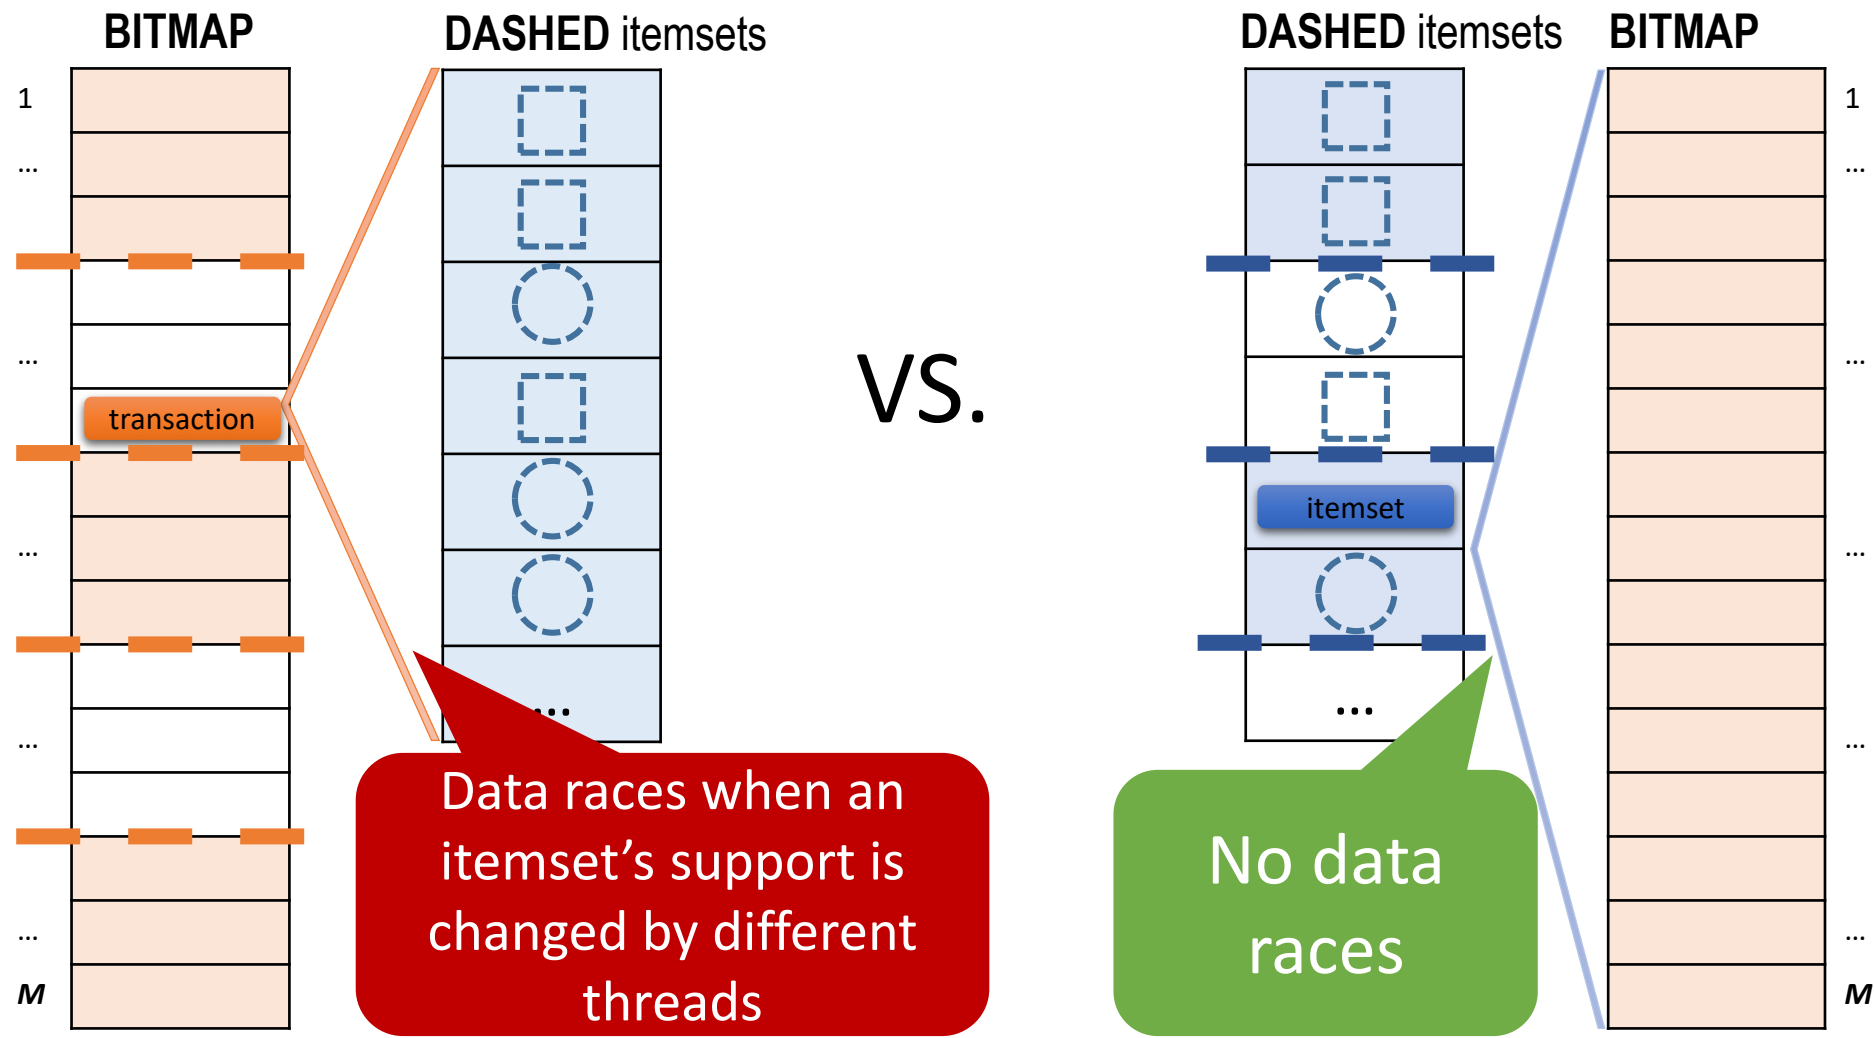 BITMAP
DASHED itemsets
1
...
...
transaction
...
...
...
M
...
Data races when an
itemset's support is
changed by different
threads
VS.
DASHED itemsets
BITMAP
itemset
...
No data
races
1
...
...
...
...
...
M